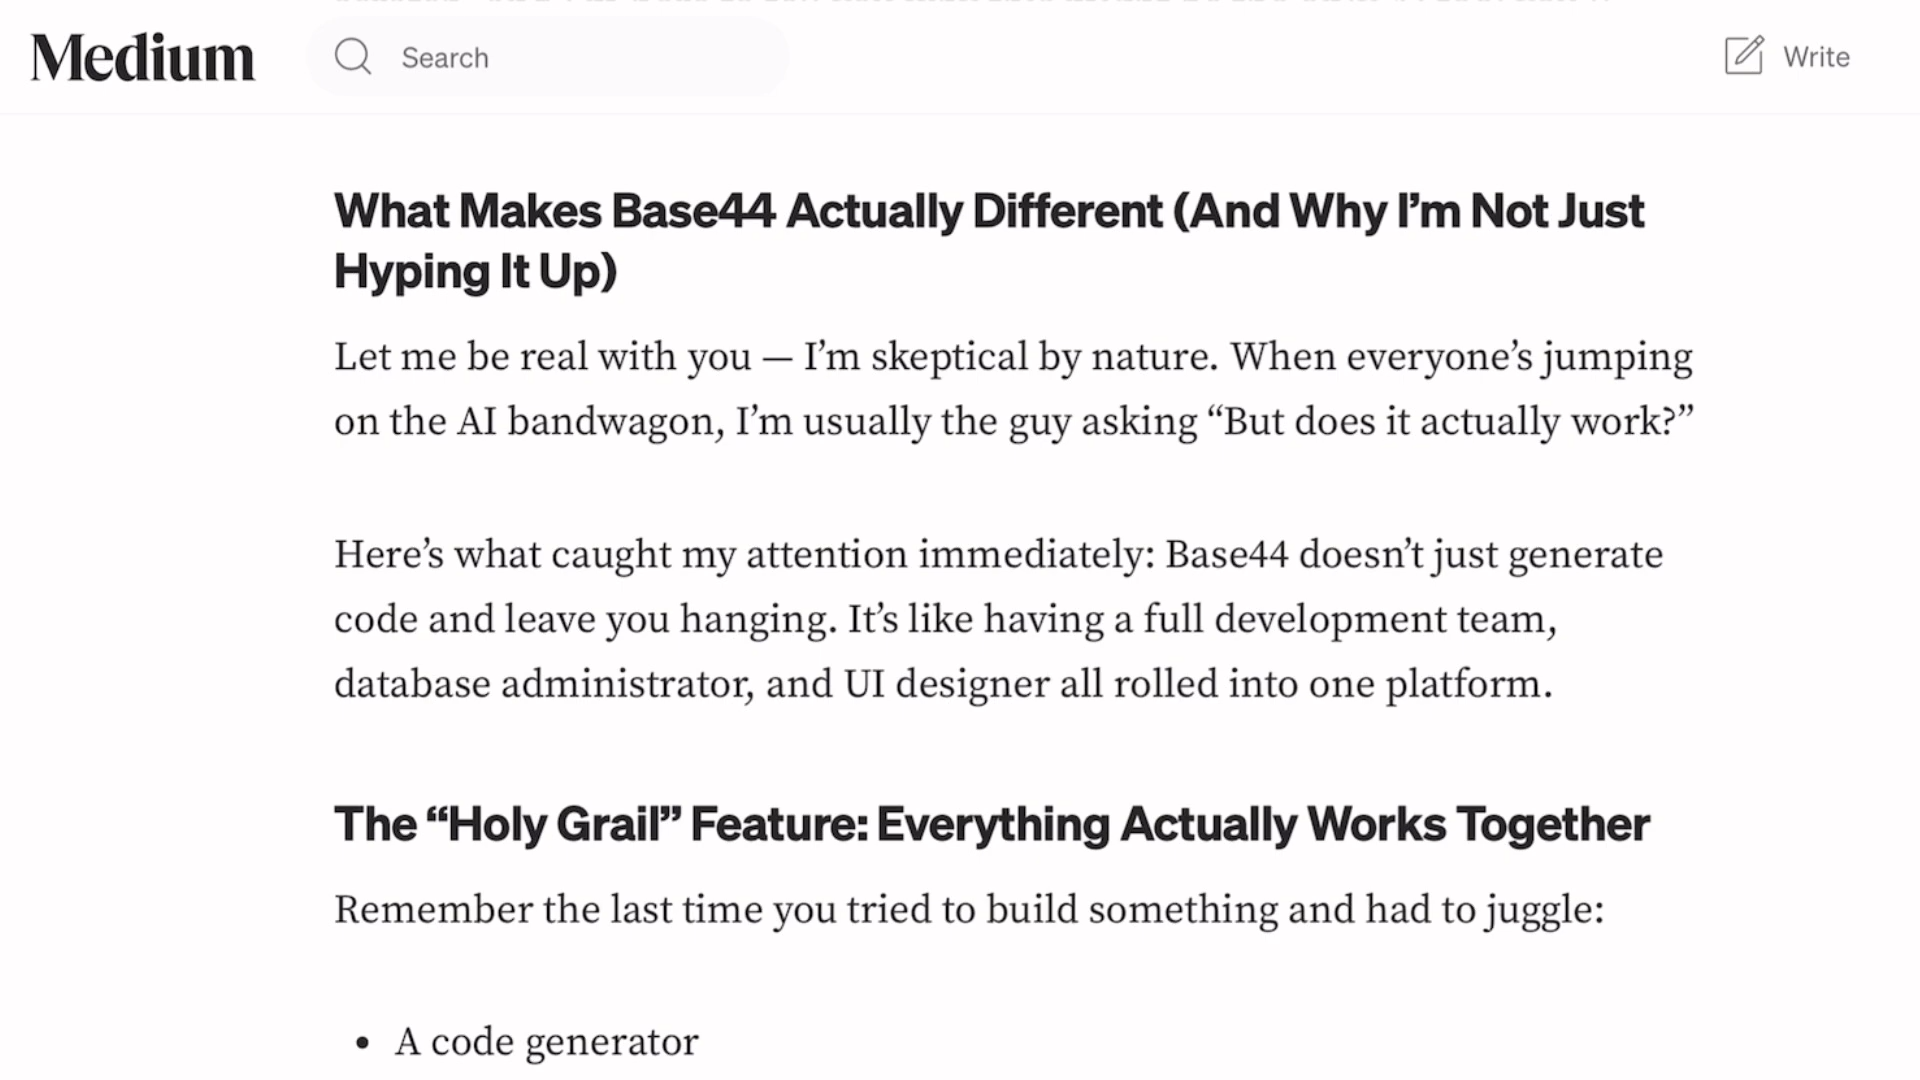 Medium
Search
Write
What Makes Base44 Actually Different (And Why I’m Not Just
Hyping It Up)
Let me be real with you — I’m skeptical by nature. When everyone’s jumping
on the AI bandwagon, I’m usually the guy asking “But does it actually work?”
Here’s what caught my attention immediately: Base44 doesn’t just generate
code and leave you hanging. It’s like having a full development team,
database administrator, and UI designer all rolled into one platform.
The “Holy Grail” Feature: Everything Actually Works Together
Remember the last time you tried to build something and had to juggle:
• A code generator